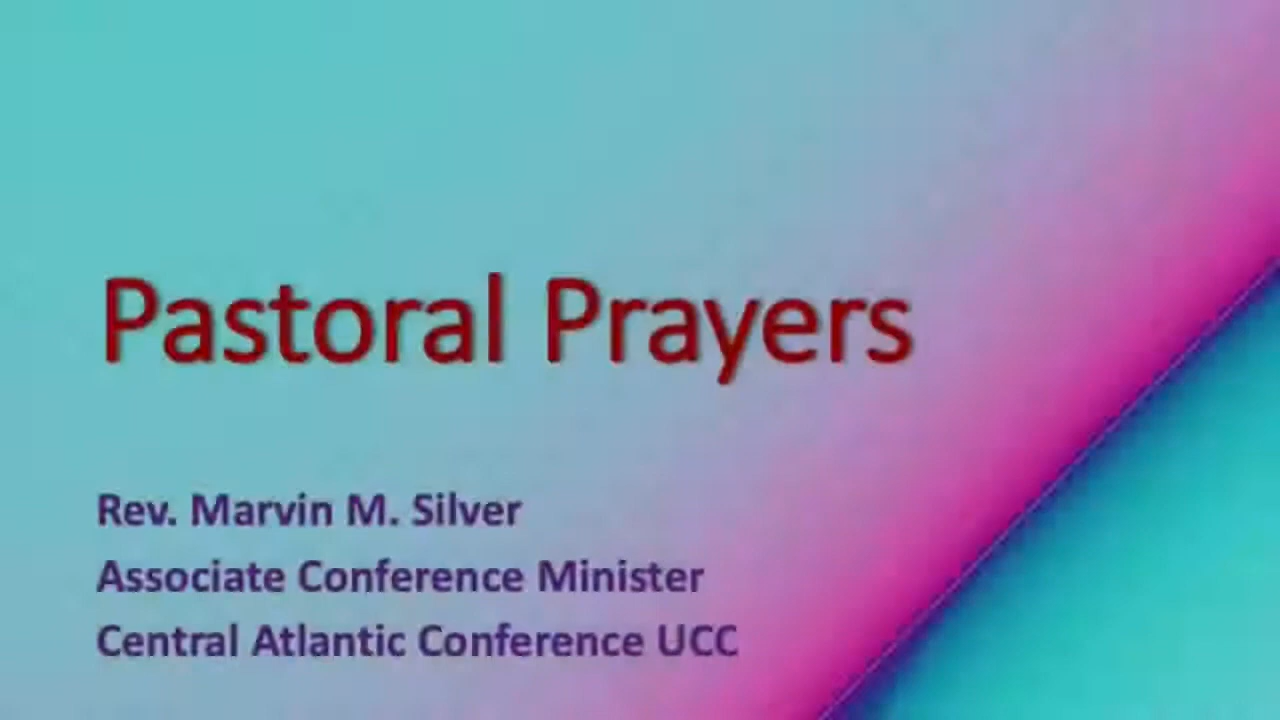 Pastoral Prayers
Rev. Marvin M. Silver
Associate Conference Minister
Central Atlantic Conference UCC